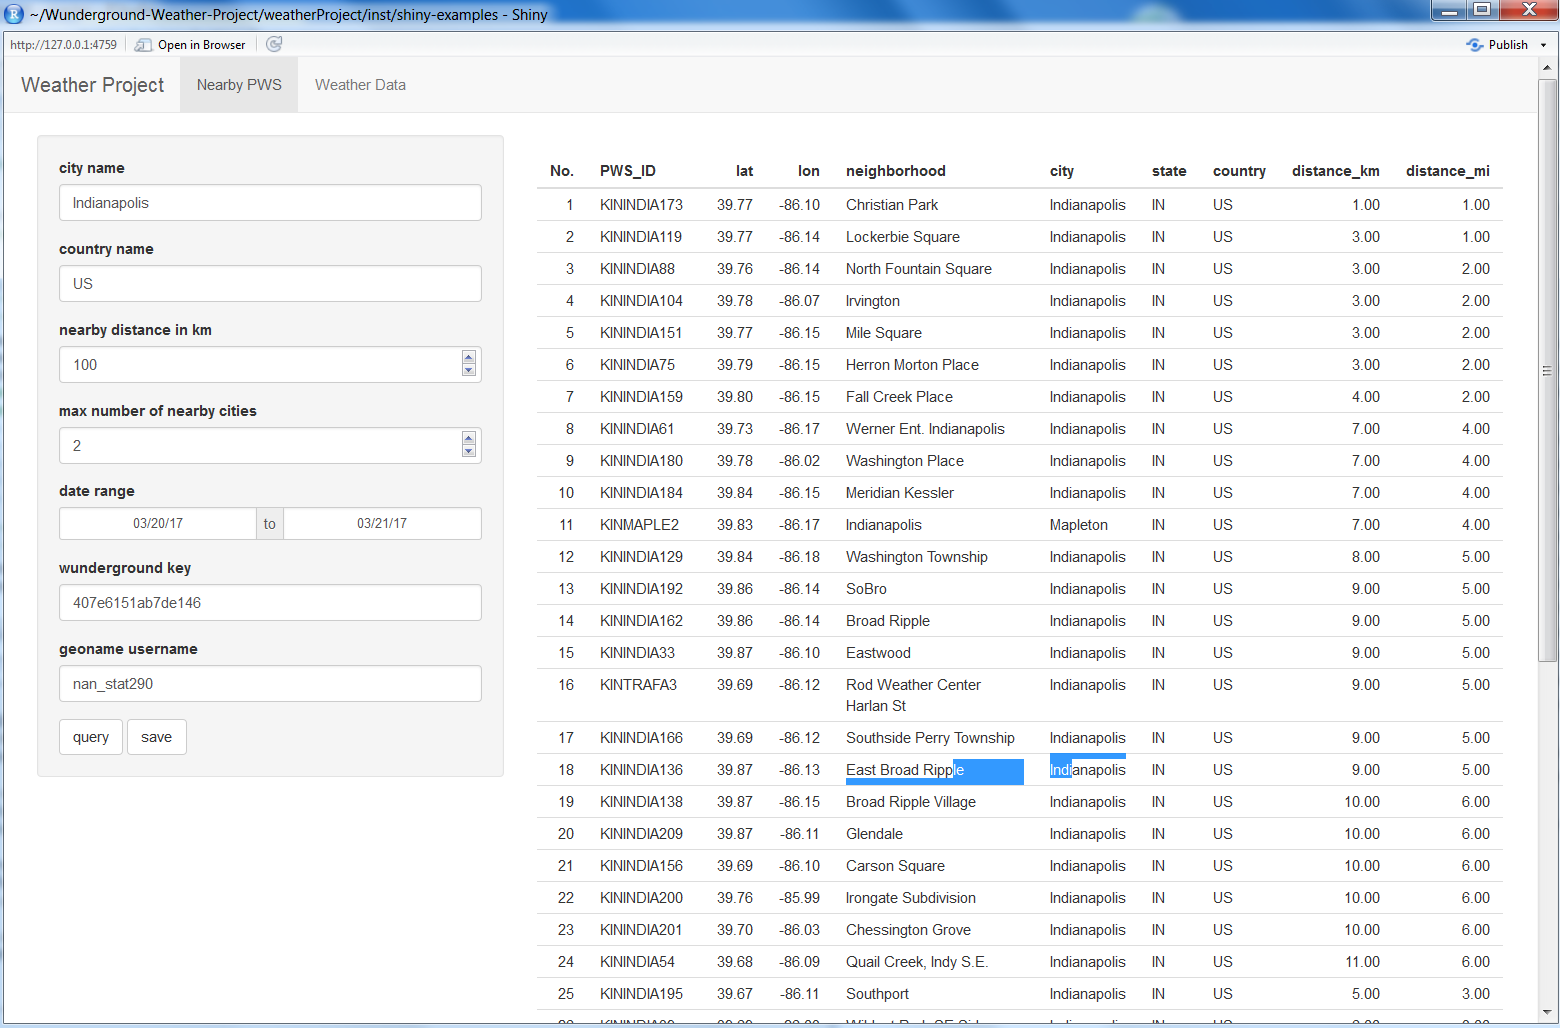 ~/Wunderground-Weather-Project/weatherProject/inst/shiny-examples - Shiny
http://127.0.0.1:4759 Open in Browser Publish
Weather Project Nearby PWS Weather Data
city name
Indianapolis
country name
US
nearby distance in km
100
max number of nearby cities
2
date range
03/20/17 to 03/21/17
wunderground key
407e6151ab7de146
geoname username
nan_stat290
query save
No. PWS_ID lat lon neighborhood city state country distance_km distance_mi
1 KININDIA173 39.77 -86.10 Christian Park Indianapolis IN US 1.00 1.00
2 KININDIA119 39.77 -86.14 Lockerbie Square Indianapolis IN US 3.00 1.00
3 KININDIA88 39.76 -86.14 North Fountain Square Indianapolis IN US 3.00 2.00
4 KININDIA104 39.78 -86.07 Irvington Indianapolis IN US 3.00 2.00
5 KININDIA151 39.77 -86.15 Mile Square Indianapolis IN US 3.00 2.00
6 KININDIA75 39.79 -86.15 Herron Morton Place Indianapolis IN US 3.00 2.00
7 KININDIA159 39.80 -86.15 Fall Creek Place Indianapolis IN US 4.00 2.00
8 KININDIA61 39.73 -86.17 Werner Ent. Indianapolis Indianapolis IN US 7.00 4.00
9 KININDIA180 39.78 -86.02 Washington Place Indianapolis IN US 7.00 4.00
10 KININDIA184 39.84 -86.15 Meridian Kessler Indianapolis IN US 7.00 4.00
11 KINMAPLE2 39.83 -86.17 Indianapolis Mapleton IN US 7.00 4.00
12 KININDIA129 39.84 -86.18 Washington Township Indianapolis IN US 8.00 5.00
13 KININDIA192 39.86 -86.14 SoBro Indianapolis IN US 9.00 5.00
14 KININDIA162 39.86 -86.14 Broad Ripple Indianapolis IN US 9.00 5.00
15 KININDIA33 39.87 -86.10 Eastwood Indianapolis IN US 9.00 5.00
16 KINTRAFA3 39.69 -86.12 Rod Weather Center Indianapolis IN US 9.00 5.00
Harlan St
17 KININDIA166 39.69 -86.12 Southside Perry Township Indianapolis IN US 9.00 5.00
18 KININDIA136 39.87 -86.13 East Broad Ripple Indianapolis IN US 9.00 5.00
19 KININDIA138 39.87 -86.15 Broad Ripple Village Indianapolis IN US 10.00 6.00
20 KININDIA209 39.87 -86.11 Glendale Indianapolis IN US 10.00 6.00
21 KININDIA156 39.69 -86.10 Carson Square Indianapolis IN US 10.00 6.00
22 KININDIA200 39.76 -85.99 Irongate Subdivision Indianapolis IN US 10.00 6.00
23 KININDIA201 39.70 -86.03 Chessington Grove Indianapolis IN US 10.00 6.00
24 KININDIA54 39.68 -86.09 Quail Creek, Indy S.E. Indianapolis IN US 11.00 6.00
25 KININDIA195 39.67 -86.11 Southport Indianapolis IN US 5.00 3.00